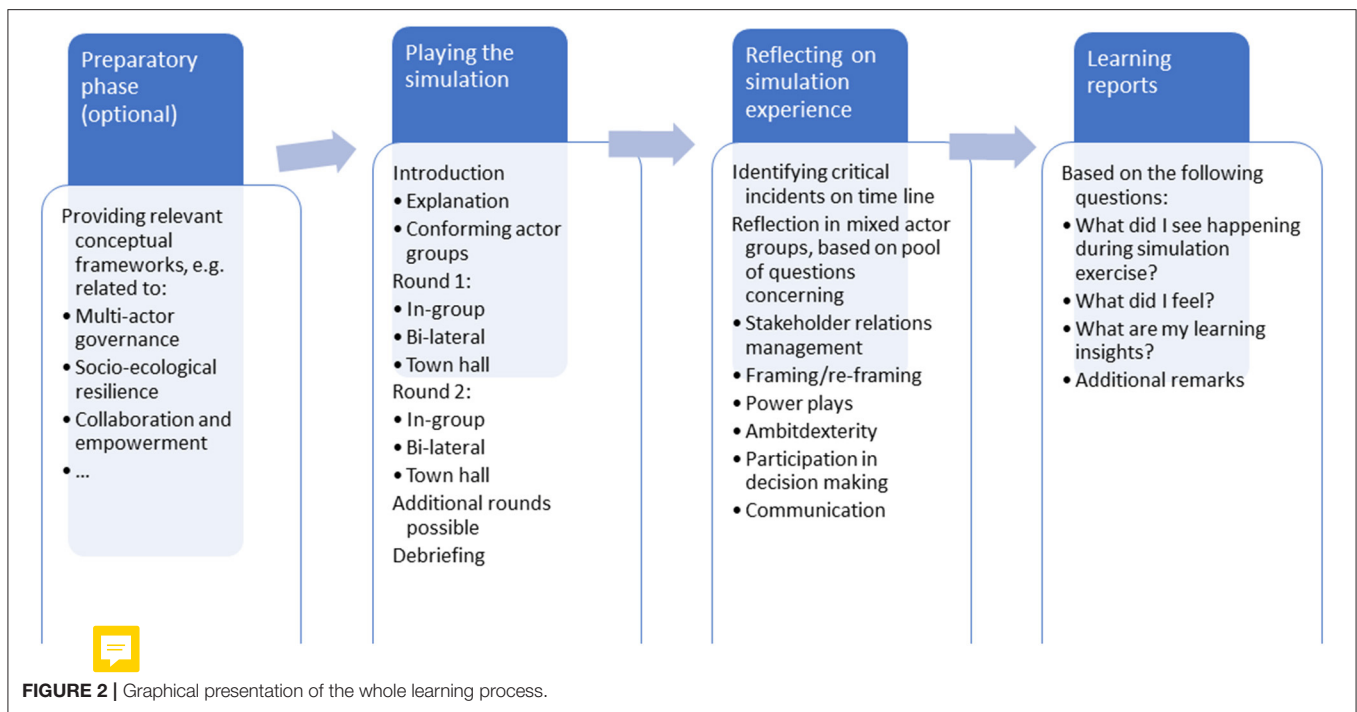 Preparatory
phase
(optional)
Providing relevant
conceptual
frameworks, e.g.
related to:
• Multi-actor
governance
• Socio-ecological
resilience
• Collaboration and
empowerment
• ...
Playing the
simulation
Introduction
• Explanation
• Conforming actor
groups
Round 1:
• In-group
• Bi-lateral
• Town hall
Round 2:
• In-group
• Bi-lateral
• Town hall
Additional rounds
possible
Debriefing
Reflecting on
simulation
experience
Identifying critical
incidents on time line
Reflection in mixed actor
groups, based on pool
of questions
concerning
• Stakeholder relations
management
• Framing/re-framing
• Power plays
• Ambitdexterity
• Participation in
decision making
• Communication
Learning
reports
Based on the following
questions:
• What did I see happening
during simulation
exercise?
• What did I feel?
• What are my learning
insights?
• Additional remarks
FIGURE 2 | Graphical presentation of the whole learning process.